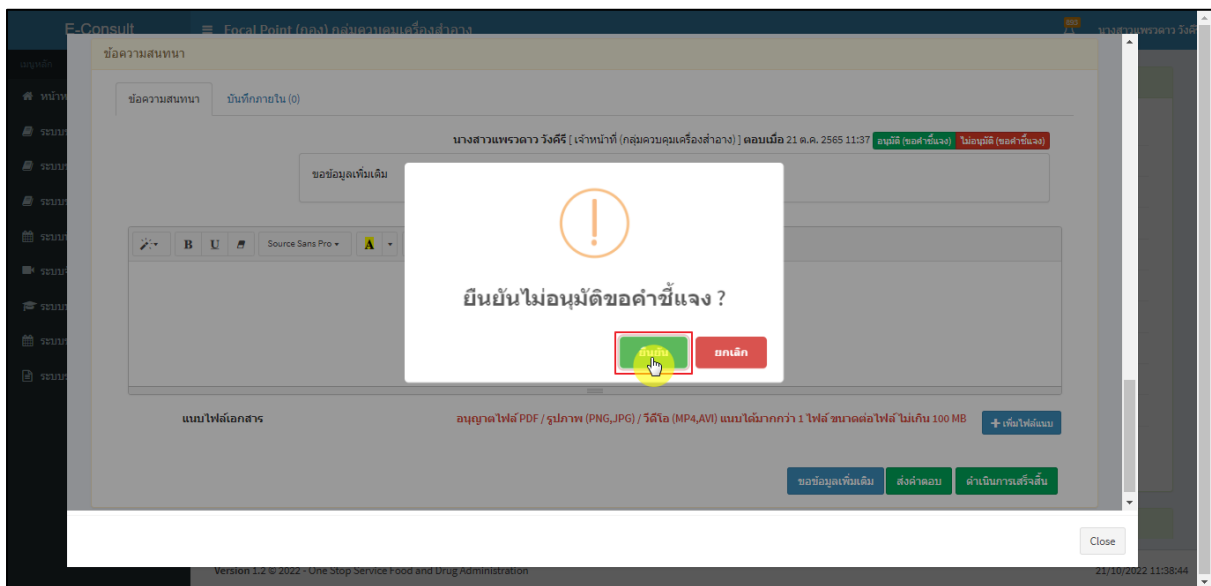 E-Consult
Focal Point (กอง) กลุ่มควบคุมเครื่องสำอาง
เมนูหลัก
ข้อความสนทนา
ข้อความสนทนา บันทึกภายใน (0)
นางสาวแพรวดาว วังคีรี [ เจ้าหน้าที่ (กลุ่มควบคุมเครื่องสำอาง) ] ตอบเมื่อ 21 ต.ค. 2565 11:37 อนุมัติ (ขอคำชี้แจง) ไม่อนุมัติ (ขอคำชี้แจง)
ขอข้อมูลเพิ่มเติม
B U Source Sans Pro A
ยืนยันไม่อนุมัติขอคำชี้แจง ?
ยืนยัน ยกเลิก
แนบไฟล์เอกสาร
อนุญาตไฟล์ PDF / รูปภาพ (PNG,JPG) / วีดีโอ (MP4,AVI) แนบได้มากกว่า 1 ไฟล์ ขนาดต่อไฟล์ ไม่เกิน 100 MB
เพิ่มไฟล์แนบ
ขอข้อมูลเพิ่มเติม ส่งคำตอบ ดำเนินการเสร็จสิ้น
Close
Version 1.2 © 2022 - One Stop Service Food and Drug Administration
21/10/2022 11:38:44